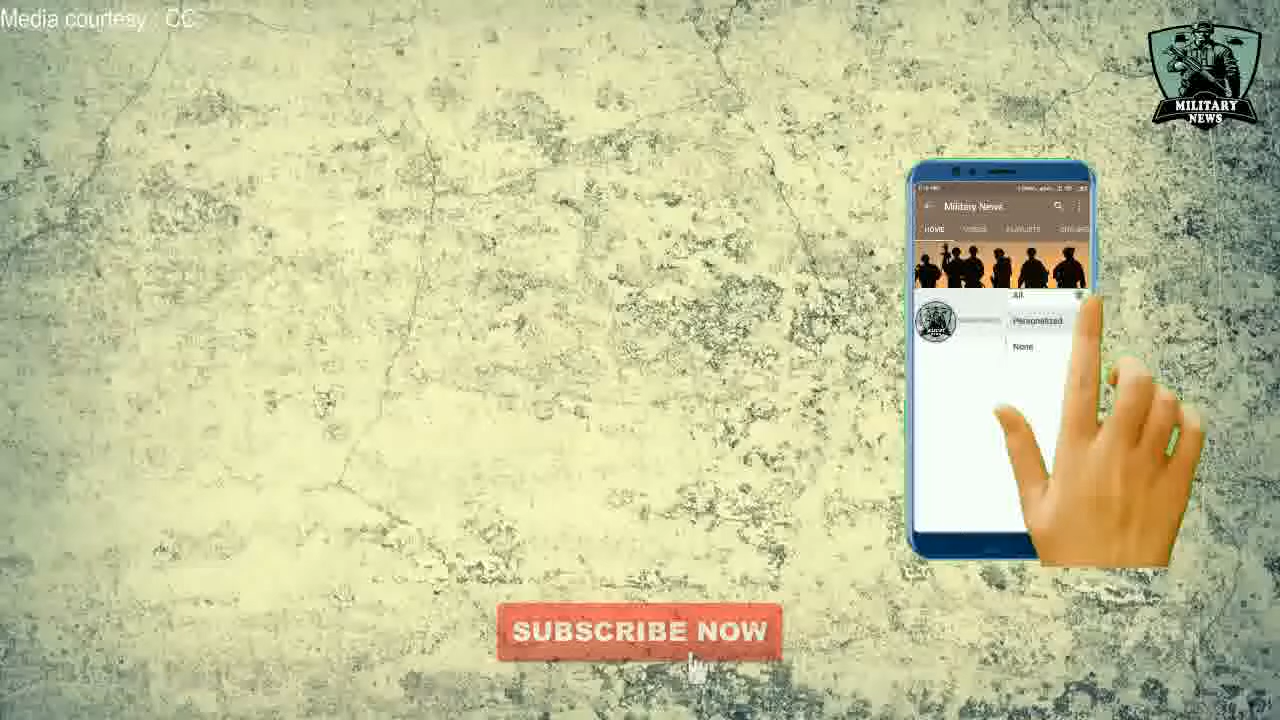 Media courtesy : CC
MILITARY
NEWS
Military News
HOME
VIDEOS
PLAYLISTS
All
Personalized
None
SUBSCRIBE NOW